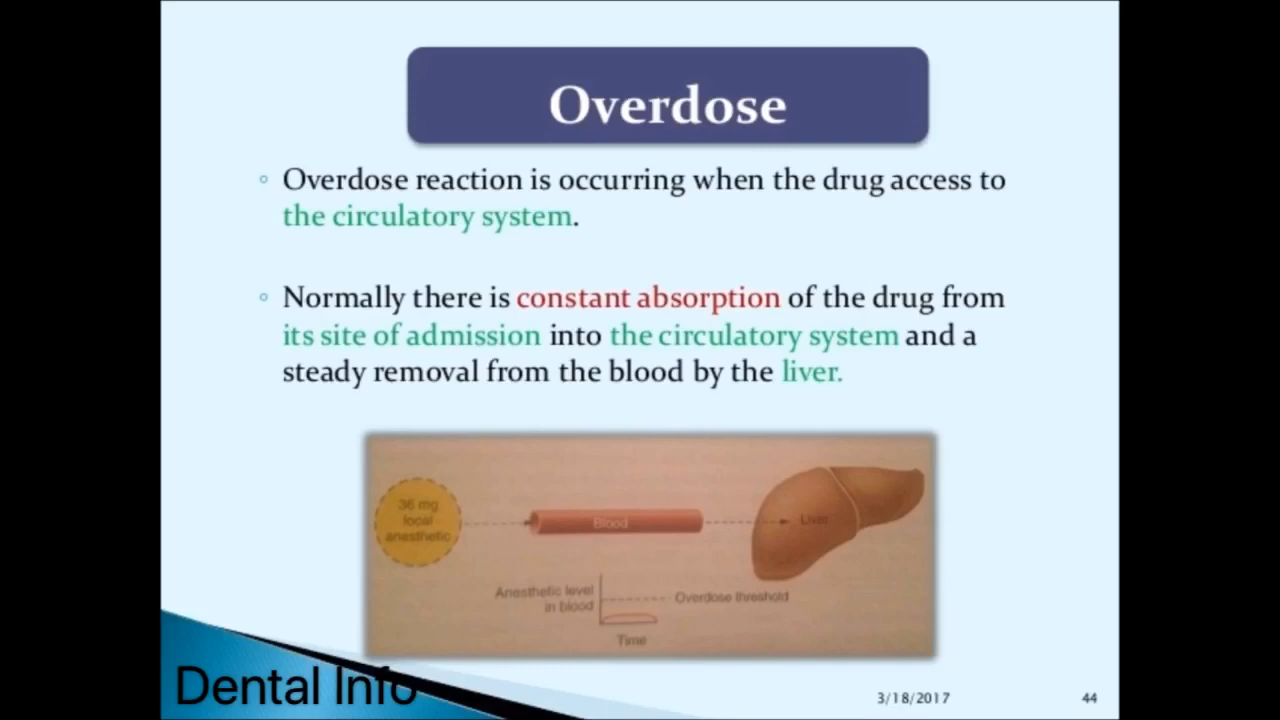 Overdose
Overdose reaction is occurring when the drug access to
the circulatory system.
Normally there is constant absorption of the drug from
its site of admission into the circulatory system and a
steady removal from the blood by the liver.
36 mg
local
anesthetic
Blood
Liver
Anesthetic level
in blood
Overdose threshold
Time
Dental Info
3/18/2017
44